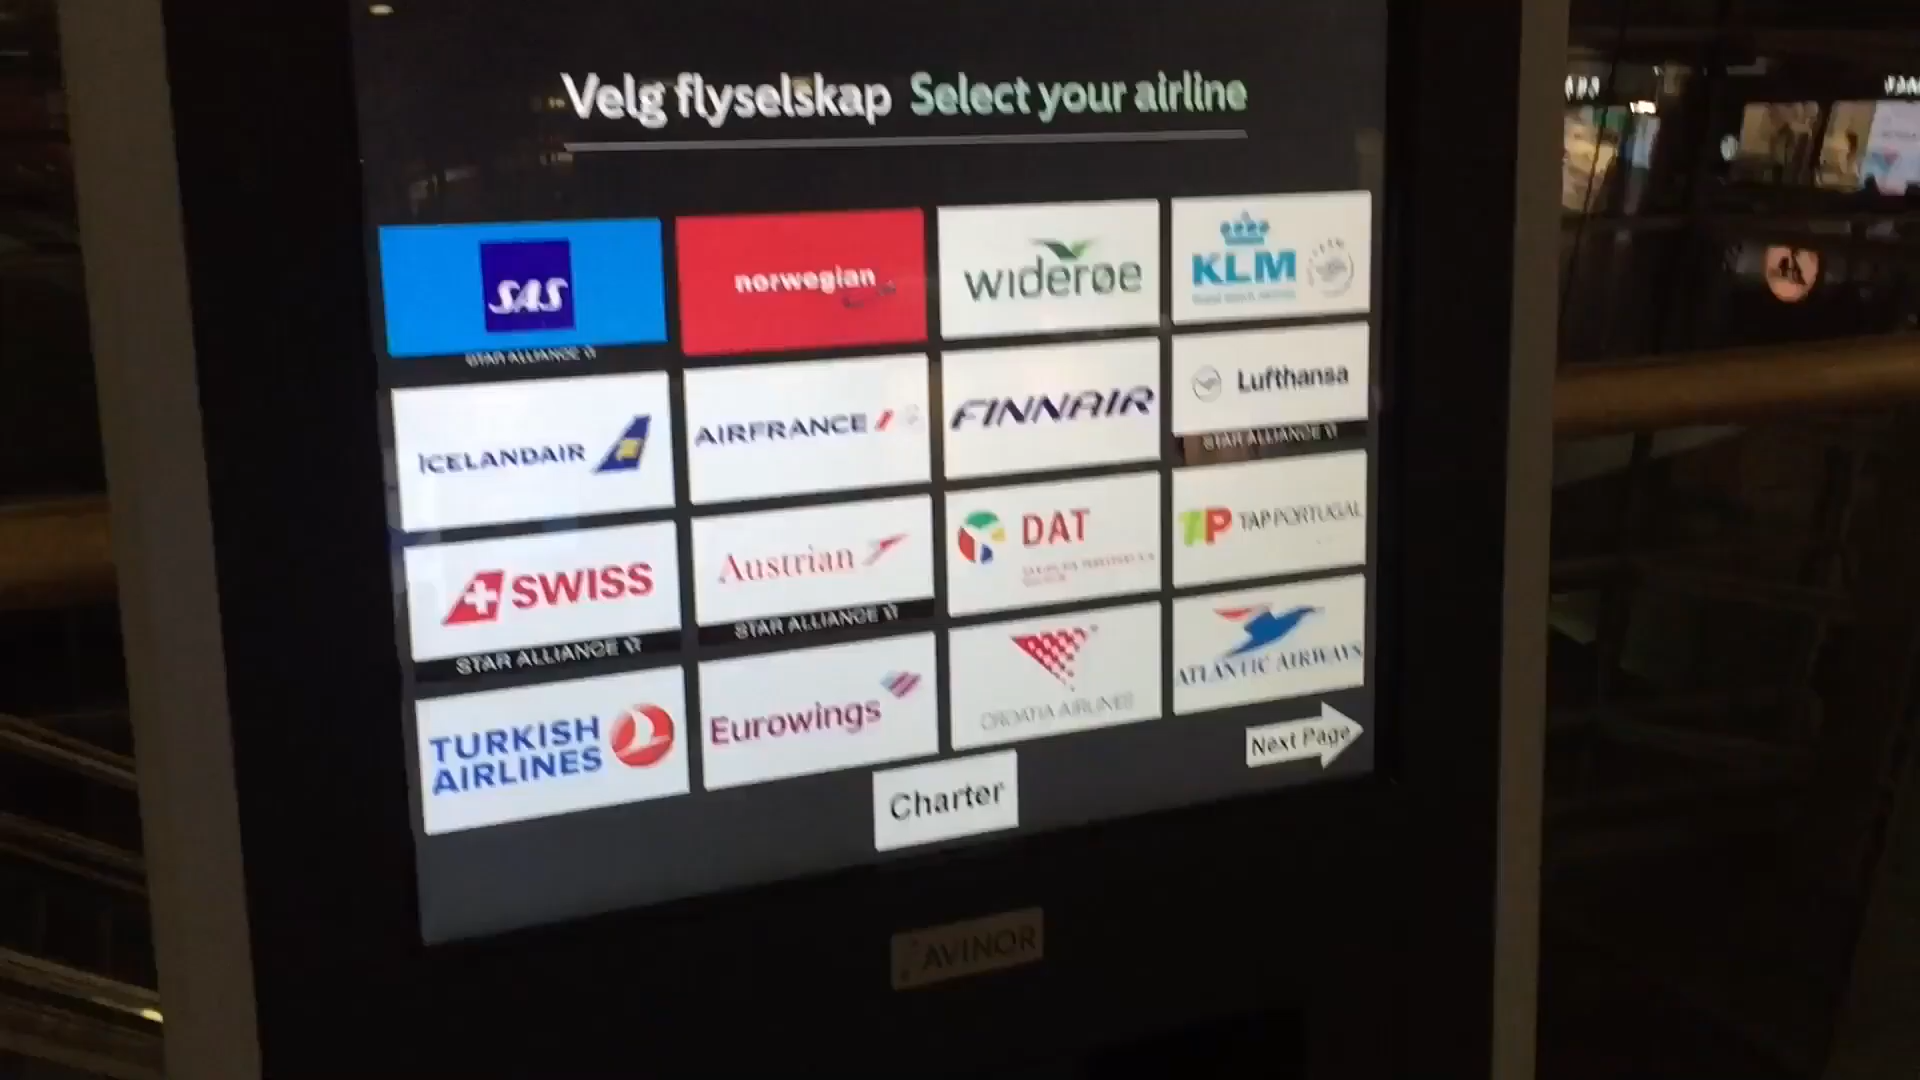 Velg flyselskap Select your airline
SAS
norwegian
widerøe
KLM
STAR ALLIANCE
ICELANDAIR
AIRFRANCE
FINNAIR
Lufthansa
STAR ALLIANCE
SWISS
Austrian
DAT
TAP PORTUGAL
STAR ALLIANCE
STAR ALLIANCE
TURKISH
AIRLINES
Eurowings
CROATIA AIRLINES
ATLANTIC AIRWAYS
Charter
Next Page
AVINOR